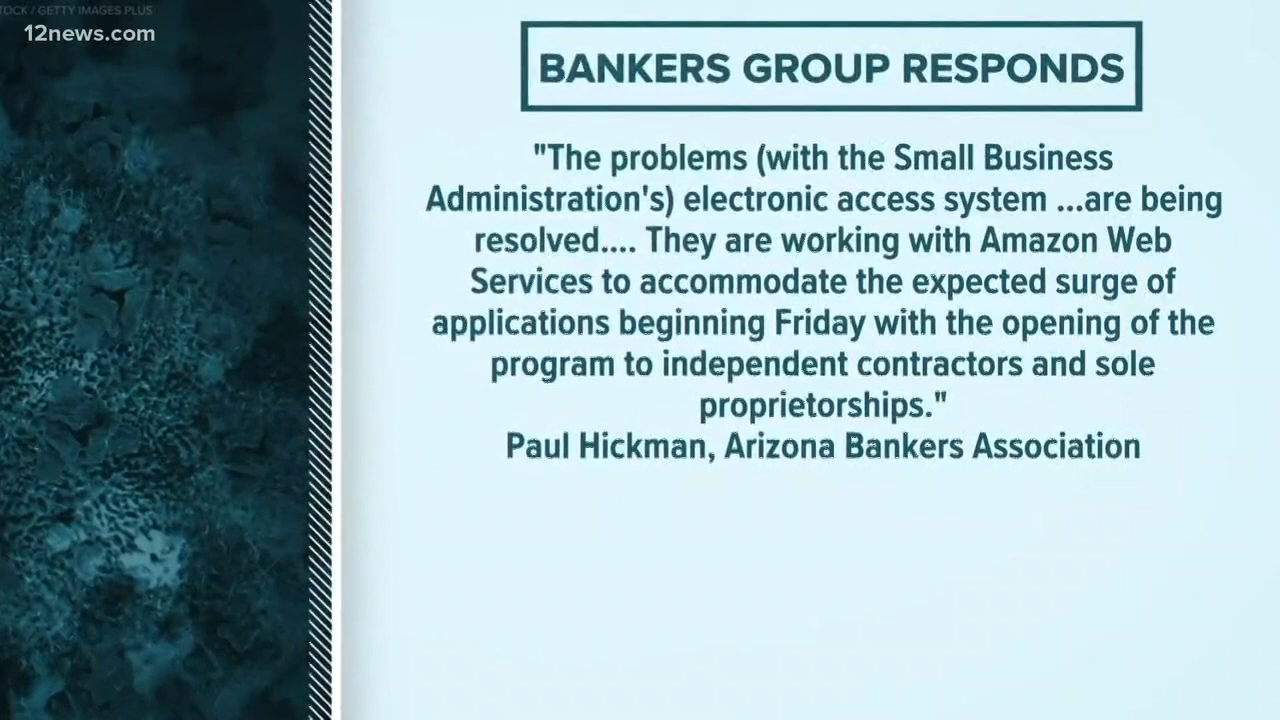 TOCK / GETTY IMAGES PLUS
12news.com
BANKERS GROUP RESPONDS
"The problems (with the Small Business
Administration's) electronic access system ...are being
resolved.... They are working with Amazon Web
Services to accommodate the expected surge of
applications beginning Friday with the opening of the
program to independent contractors and sole
proprietorships."
Paul Hickman, Arizona Bankers Association